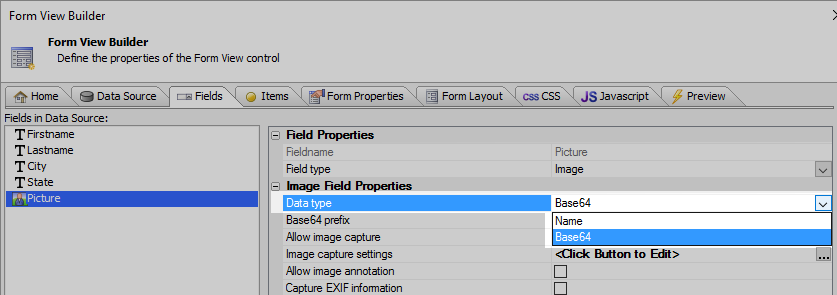 Form View Builder
Form View Builder
Define the properties of the Form View control
Home Data Source Fields Items Form Properties Form Layout CSS CSS JS Javascript Preview
Fields in Data Source:
T Firstname
T Lastname
T City
T State
Picture
Field Properties
Fieldname Picture
Field type Image
Image Field Properties
Data type Base64
Base64 prefix Name
Allow image capture Base64
Image capture settings <Click Button to Edit> ...
Allow image annotation
Capture EXIF information